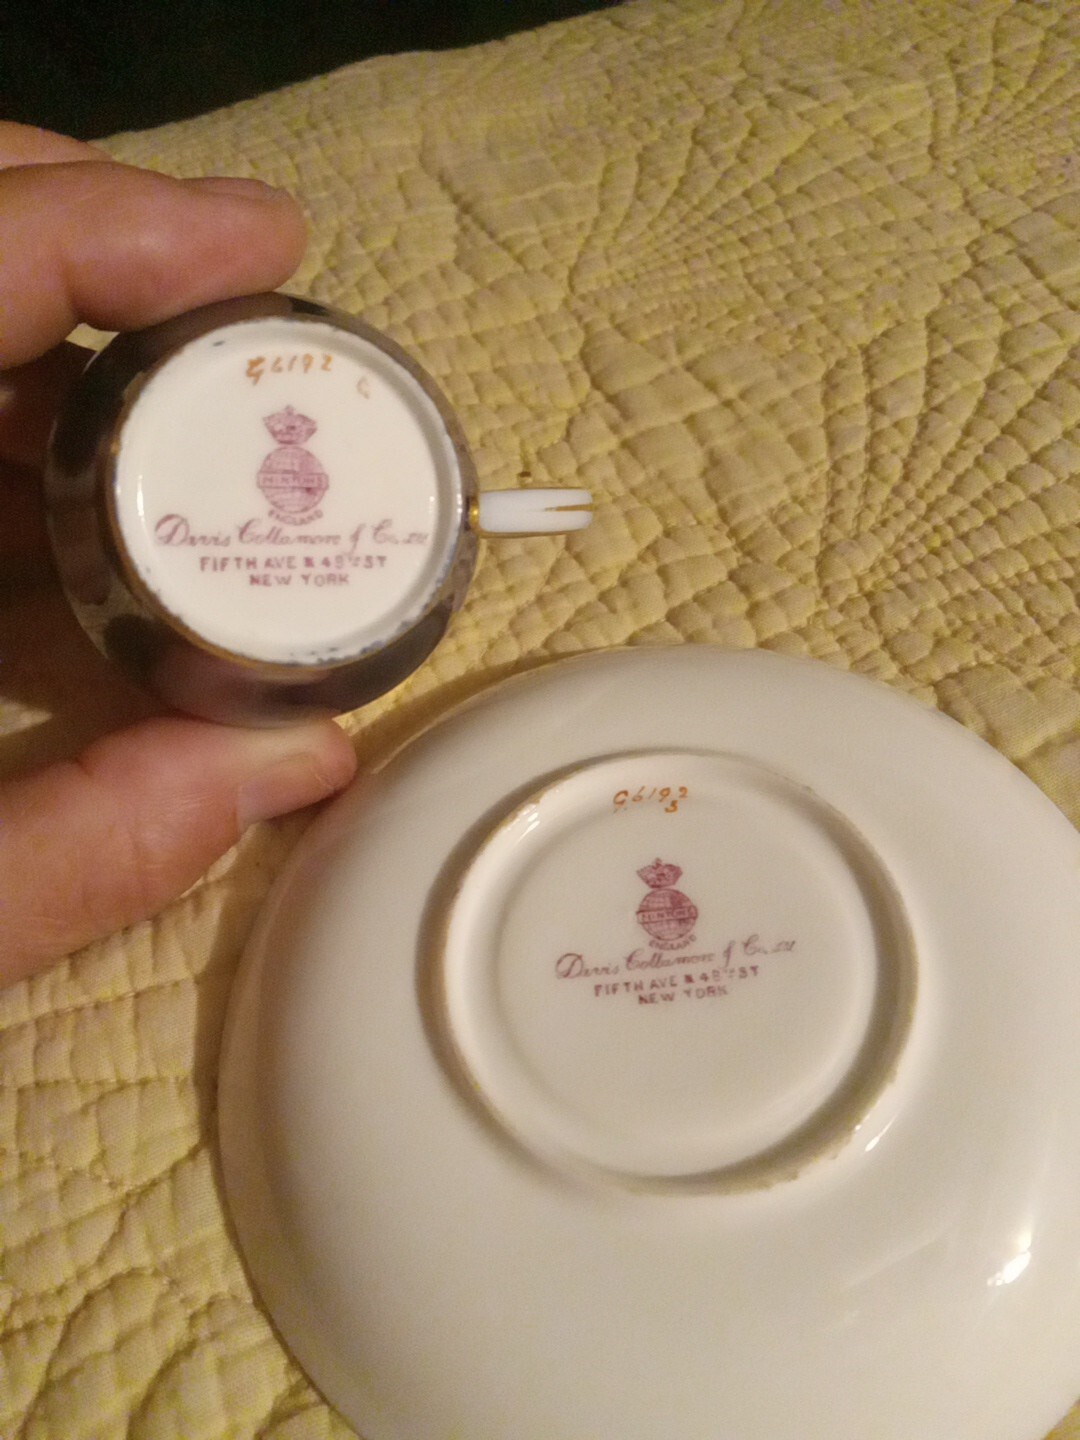 G6192
MINTONS
ENGLAND
Davis Collamore & Co. Ltd
FIFTH AVE & 48TH ST
NEW YORK
G.6192
S
MINTONS
ENGLAND
Davis Collamore & Co. Ltd
FIFTH AVE & 48TH ST
NEW YORK